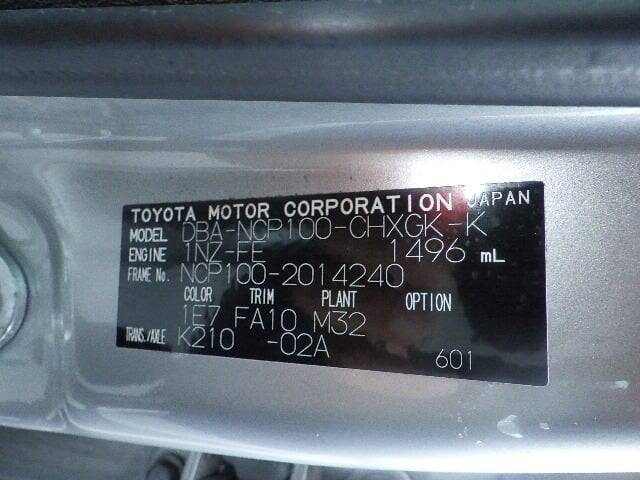 TOYOTA MOTOR CORPORATION JAPAN
MODEL DBA-NCP100-CHXGK-K
ENGINE 1NZ-FE 1496 mL
FRAME No. NCP100-2014240
COLOR TRIM PLANT OPTION
1E7 FA10 M32
TRANS./AXLE K210 -02A
601